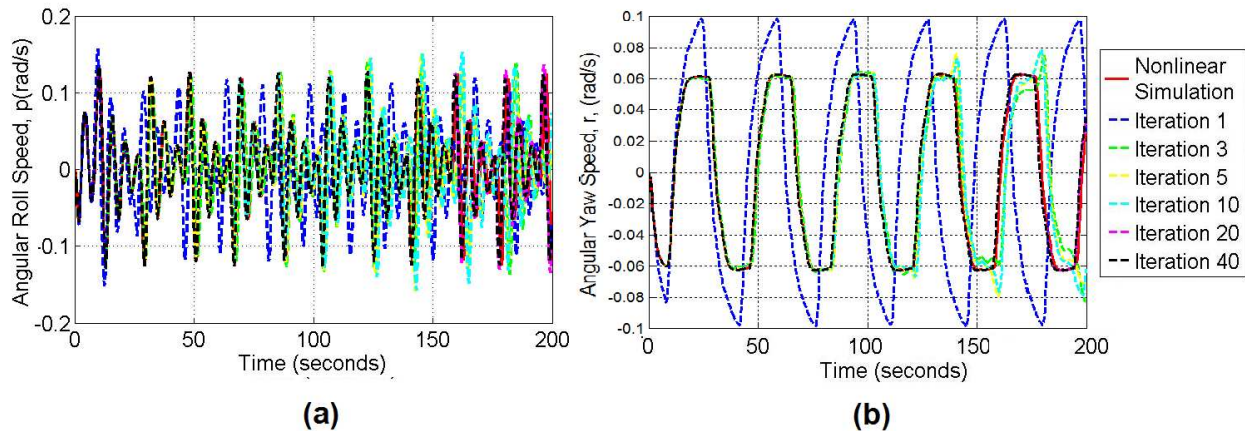 0.2
0.1
0
-0.1
-0.2
Angular Roll Speed, p(rad/s)
0
50
100
150
200
Time (seconds)
(a)
0.1
0.08
0.06
0.04
0.02
0
-0.02
-0.04
-0.06
-0.08
-0.1
Angular Yaw Speed, r, (rad/s)
0
50
100
150
200
Time (seconds)
(b)
Nonlinear
Simulation
Iteration 1
Iteration 3
Iteration 5
Iteration 10
Iteration 20
Iteration 40